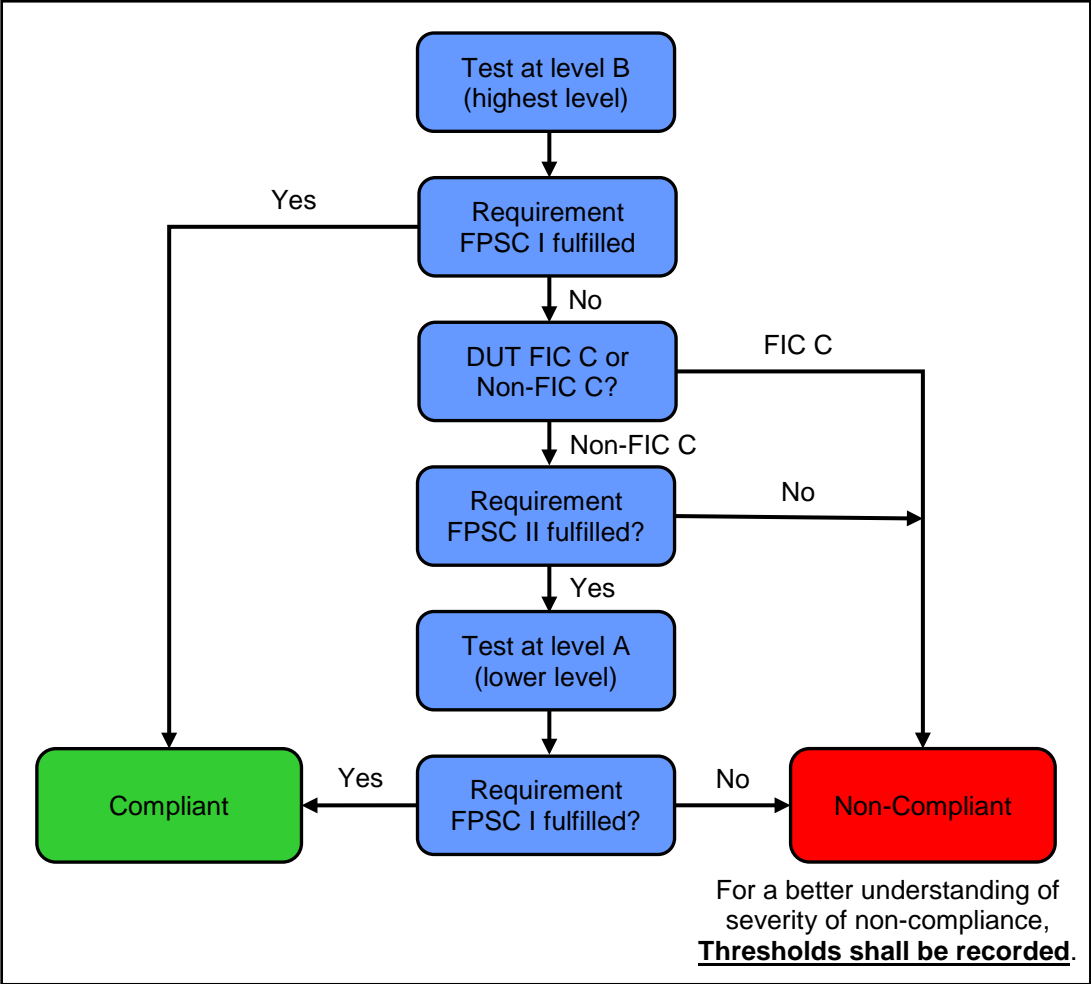 Test at level B
(highest level)
Yes
Requirement
FPSC I fulfilled
No
DUT FIC C or
Non-FIC C?
FIC C
Non-FIC C
Requirement
FPSC II fulfilled?
No
Yes
Test at level A
(lower level)
Compliant
Yes
Requirement
FPSC I fulfilled?
No
Non-Compliant
For a better understanding of
severity of non-compliance,
Thresholds shall be recorded.